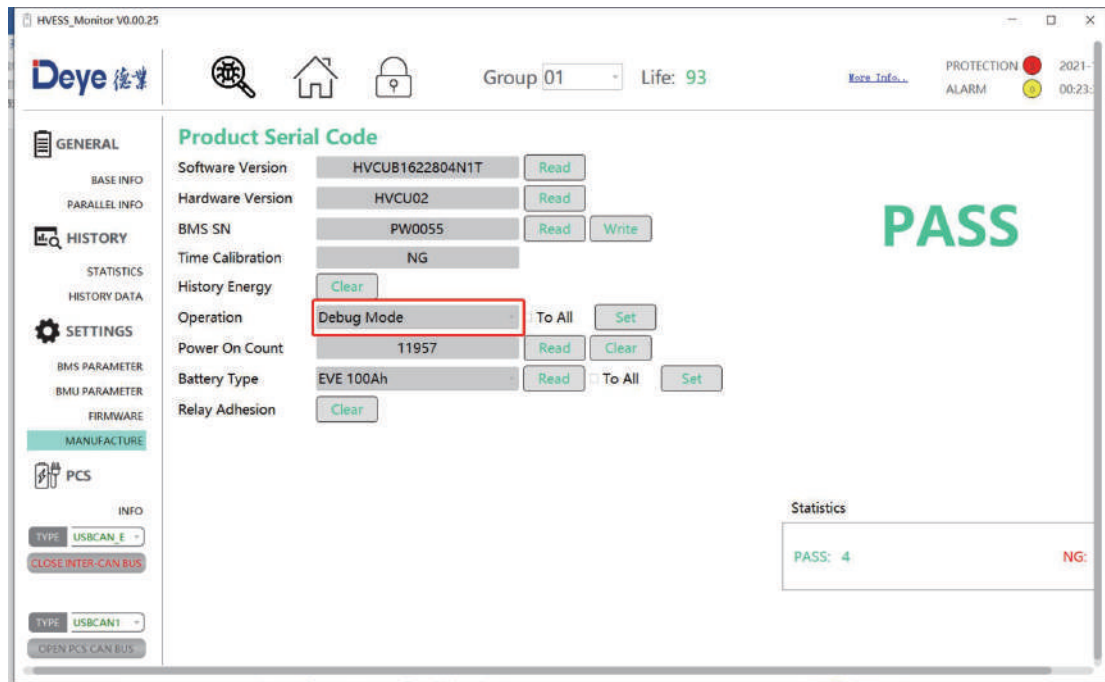 HVESS_Monitor V0.00.25
Deye 德业
Group 01 Life: 93
More Info..
PROTECTION
2021-
ALARM 0 00:23:
GENERAL
BASE INFO
PARALLEL INFO
HISTORY
STATISTICS
HISTORY DATA
SETTINGS
BMS PARAMETER
BMU PARAMETER
FIRMWARE
MANUFACTURE
PCS
INFO
TYPE USBCAN_E
CLOSE INTER-CAN BUS
TYPE USBCAN1
OPEN PCS CAN BUS
Product Serial Code
Software Version HVCUB1622804N1T Read
Hardware Version HVCU02 Read
BMS SN PW0055 Read Write
Time Calibration NG
History Energy Clear
Operation Debug Mode To All Set
Power On Count 11957 Read Clear
Battery Type EVE 100Ah Read To All Set
Relay Adhesion Clear
PASS
Statistics
PASS: 4 NG: